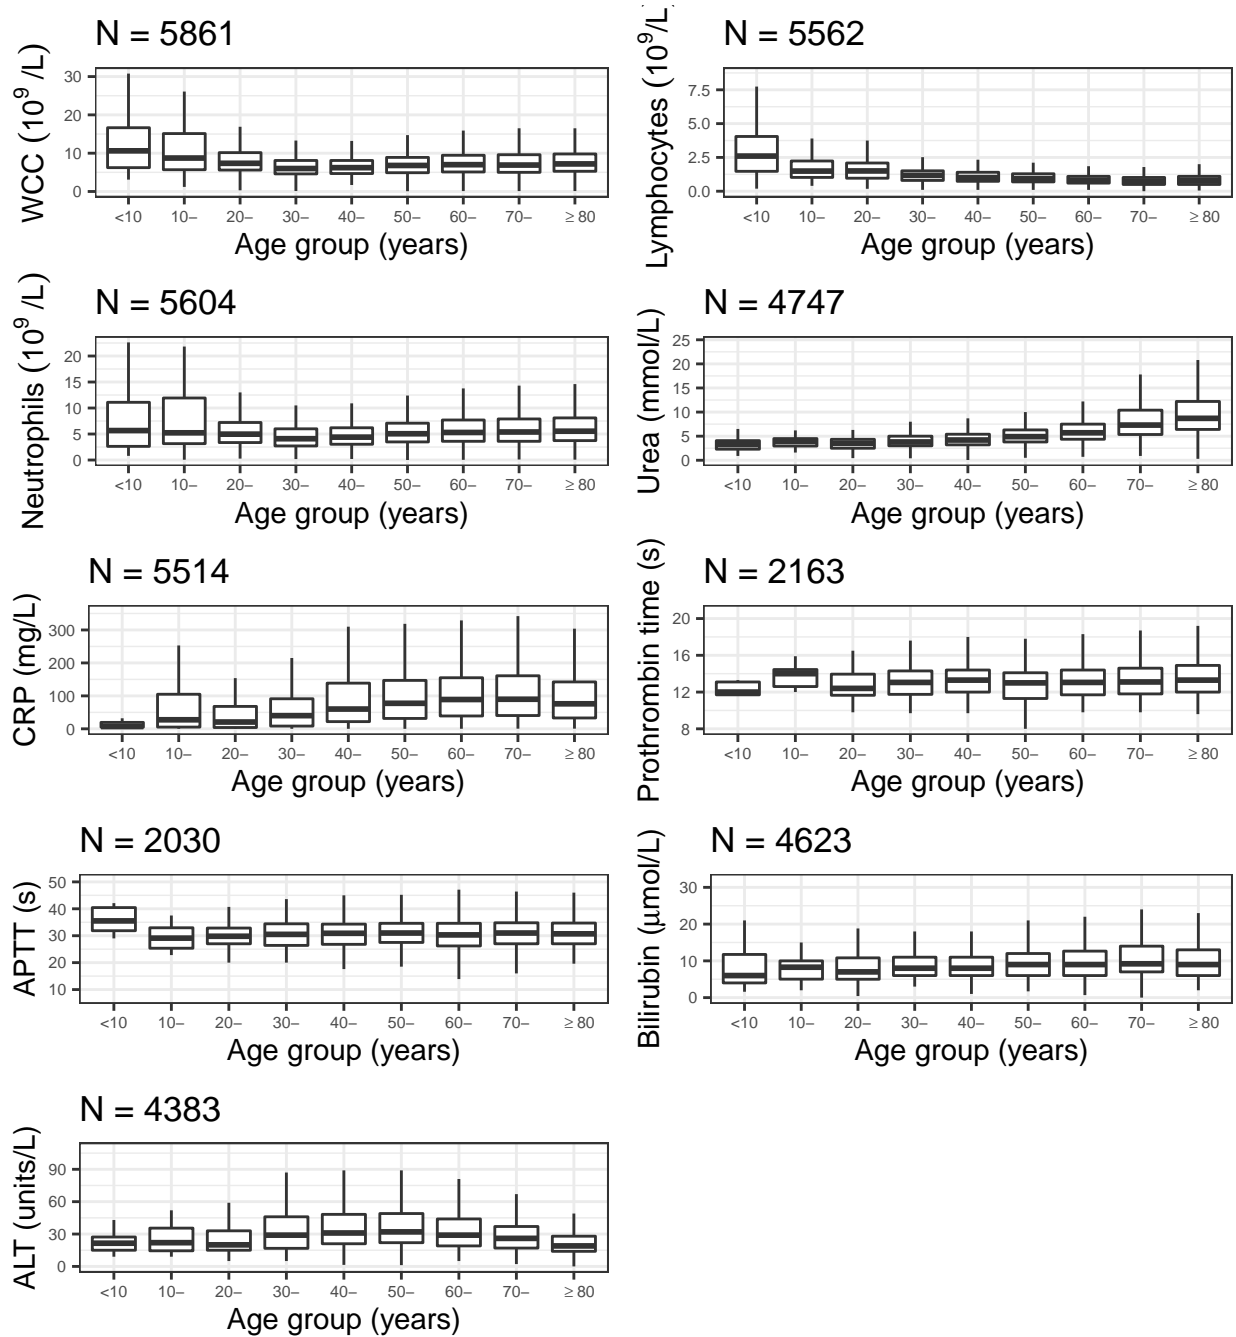 N = 5861
WCC (10⁹ /L)
30
20
10
0
<10 10– 20– 30– 40– 50– 60– 70– ≥ 80
Age group (years)
N = 5562
Lymphocytes (10⁹/L)
7.5
5.0
2.5
0.0
<10 10– 20– 30– 40– 50– 60– 70– ≥ 80
Age group (years)
N = 5604
Neutrophils (10⁹ /L)
20
15
10
5
0
<10 10– 20– 30– 40– 50– 60– 70– ≥ 80
Age group (years)
N = 4747
Urea (mmol/L)
25
20
15
10
5
0
<10 10– 20– 30– 40– 50– 60– 70– ≥ 80
Age group (years)
N = 5514
CRP (mg/L)
300
200
100
0
<10 10– 20– 30– 40– 50– 60– 70– ≥ 80
Age group (years)
N = 2163
Prothrombin time (s)
20
16
12
8
<10 10– 20– 30– 40– 50– 60– 70– ≥ 80
Age group (years)
N = 2030
APTT (s)
50
40
30
20
10
<10 10– 20– 30– 40– 50– 60– 70– ≥ 80
Age group (years)
N = 4623
Bilirubin (μmol/L)
30
20
10
0
<10 10– 20– 30– 40– 50– 60– 70– ≥ 80
Age group (years)
N = 4383
ALT (units/L)
90
60
30
0
<10 10– 20– 30– 40– 50– 60– 70– ≥ 80
Age group (years)